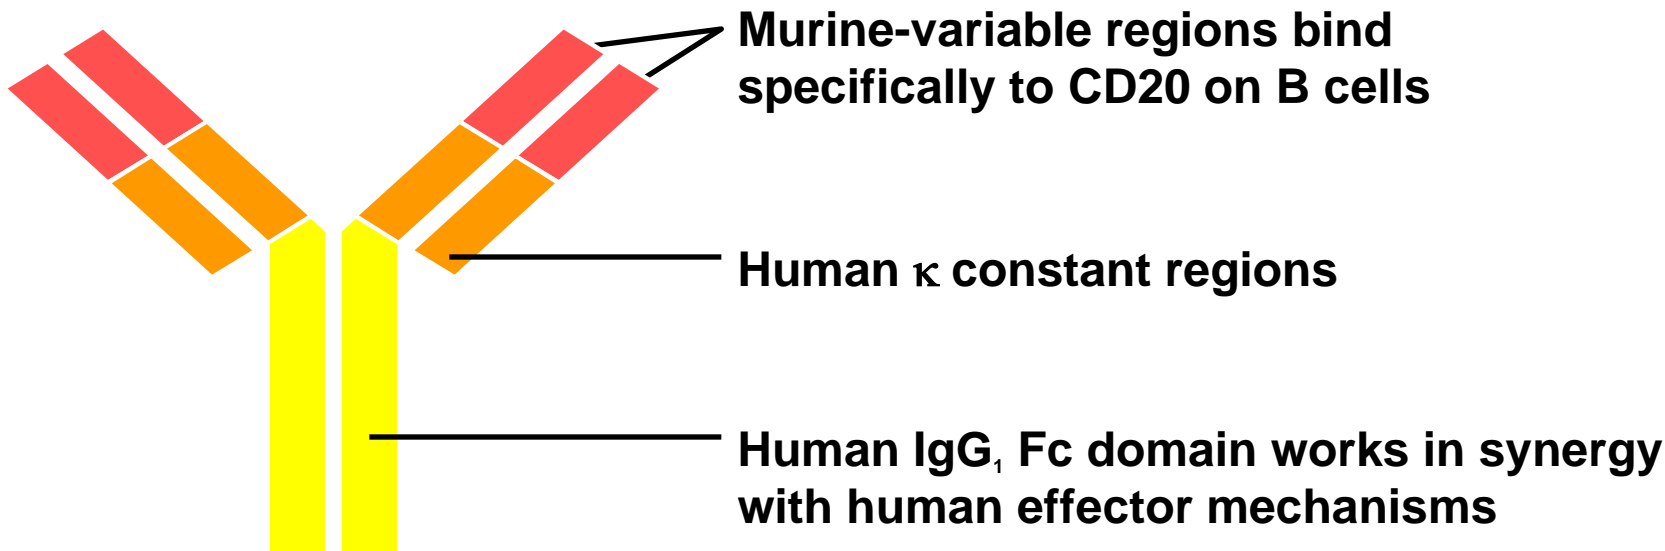 Murine-variable regions bind
specifically to CD20 on B cells
Human κ constant regions
Human IgG₁ Fc domain works in synergy
with human effector mechanisms